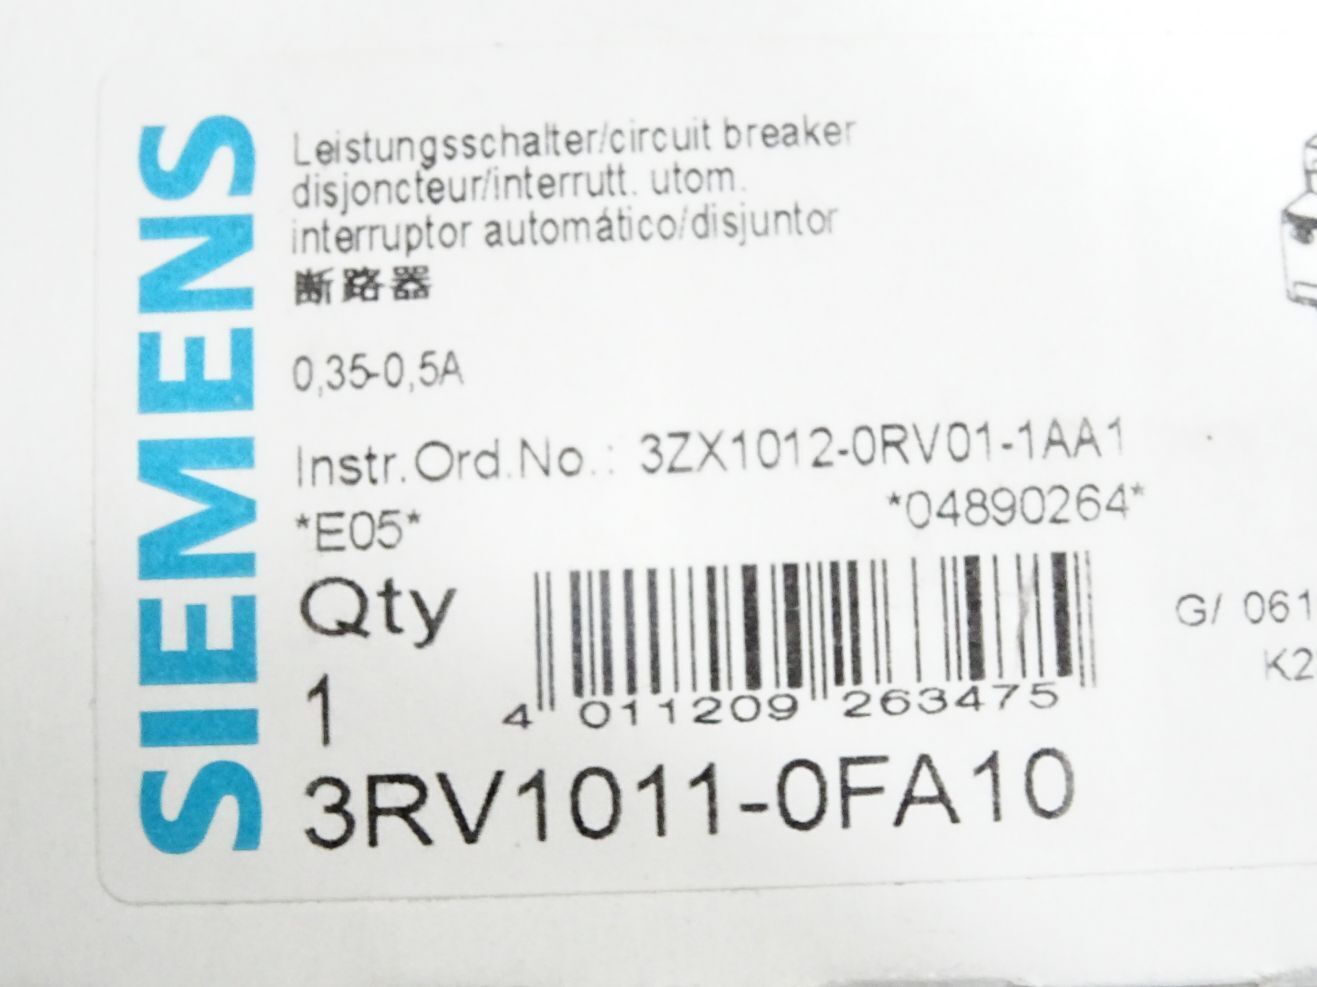 SIEMENS
Leistungsschalter/circuit breaker
disjoncteur/interrutt. utom.
interruptor automático/disjuntor
断路器
0,35-0,5A
Instr.Ord.No.: 3ZX1012-0RV01-1AA1
*E05* *04890264*
Qty
1
4 011209 263475
G/ 061
K2
3RV1011-0FA10